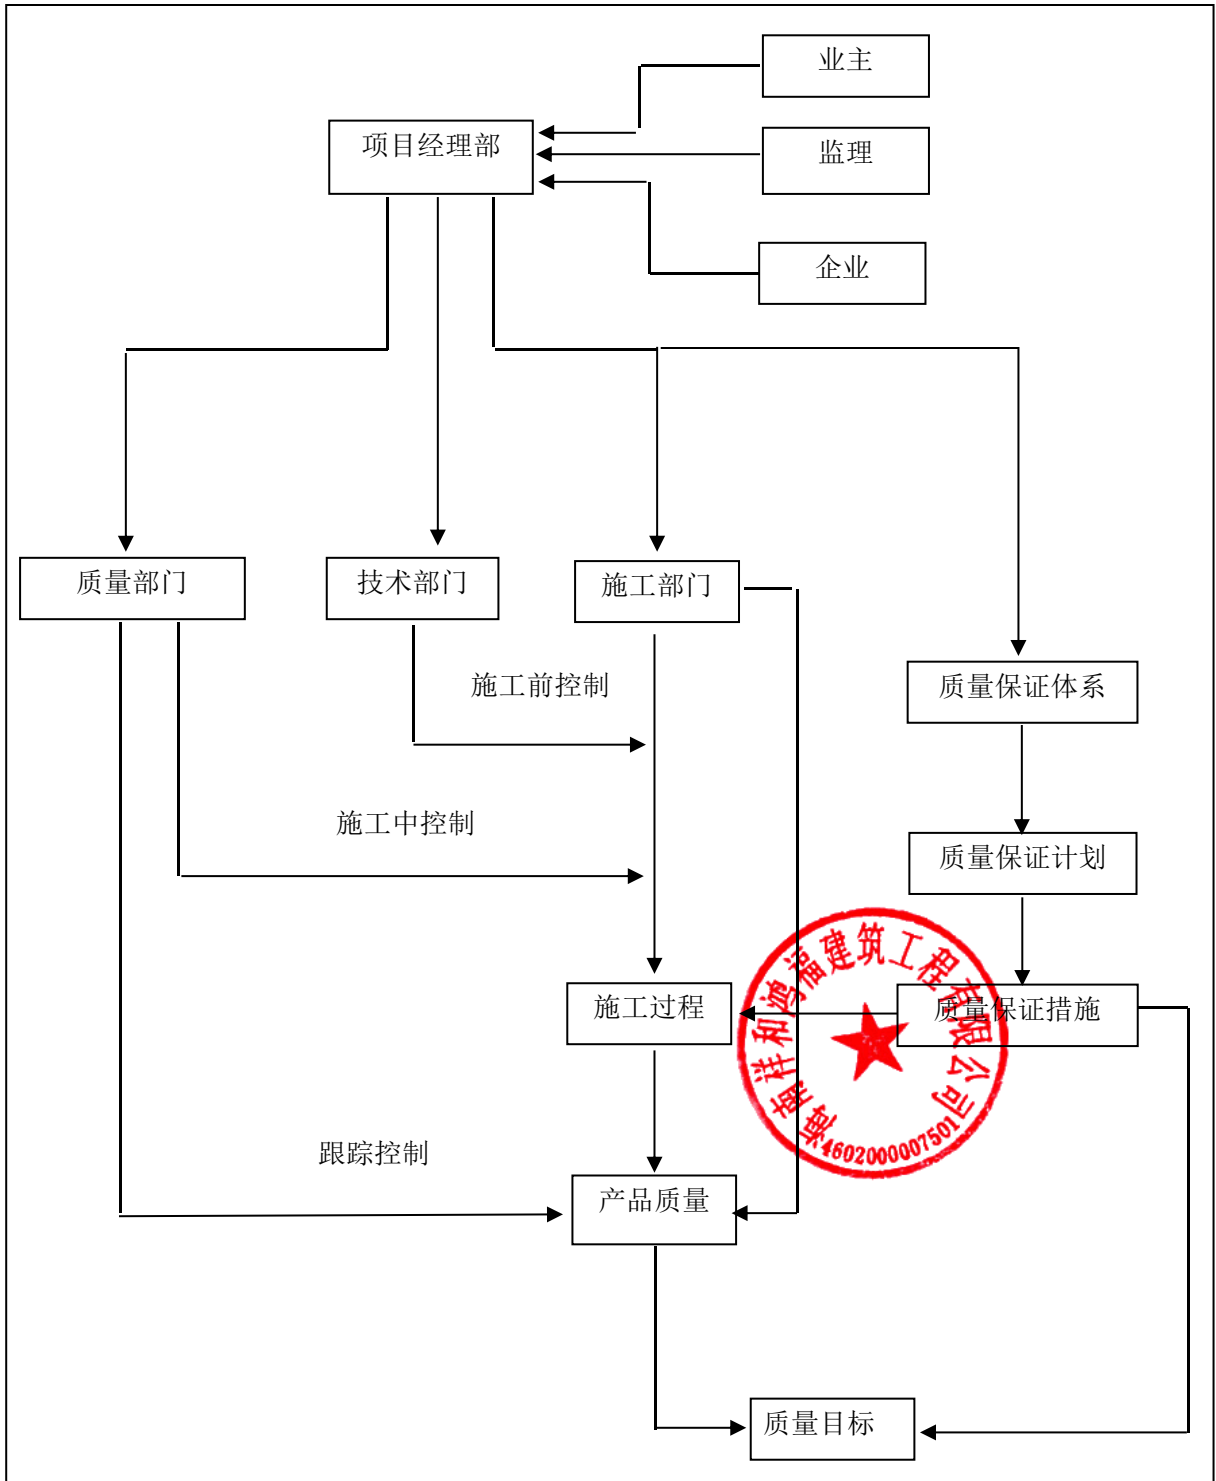 业主
项目经理部
监理
企业
质量部门
技术部门
施工部门
施工前控制
质量保证体系
施工中控制
质量保证计划
施工过程
质量保证措施
海南祥和鸿福建筑工程有限公司
4602000007501
跟踪控制
产品质量
质量目标